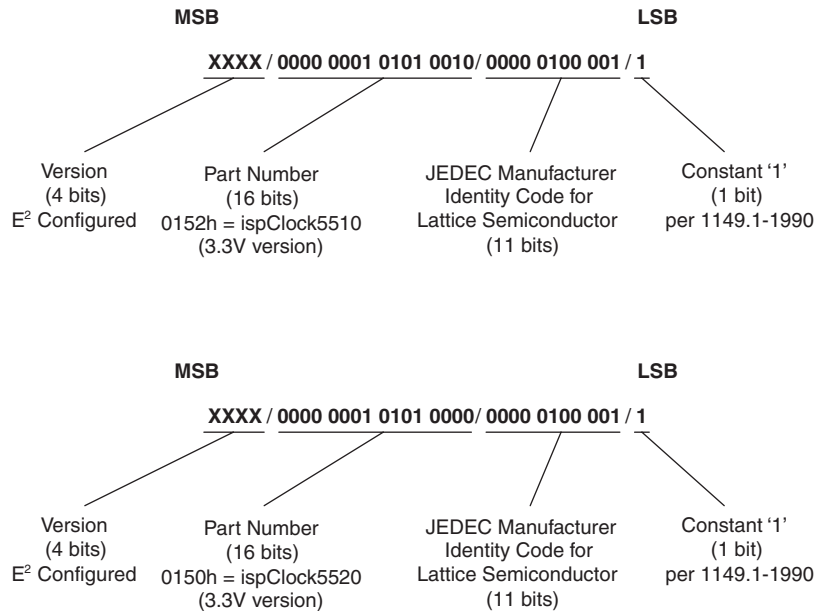 MSB LSB
XXXX / 0000 0001 0101 0010/ 0000 0100 001 / 1
Version
(4 bits)
E² Configured
Part Number
(16 bits)
0152h = ispClock5510
(3.3V version)
JEDEC Manufacturer
Identity Code for
Lattice Semiconductor
(11 bits)
Constant ‘1’
(1 bit)
per 1149.1-1990
MSB LSB
XXXX / 0000 0001 0101 0000/ 0000 0100 001 / 1
Version
(4 bits)
E² Configured
Part Number
(16 bits)
0150h = ispClock5520
(3.3V version)
JEDEC Manufacturer
Identity Code for
Lattice Semiconductor
(11 bits)
Constant ‘1’
(1 bit)
per 1149.1-1990